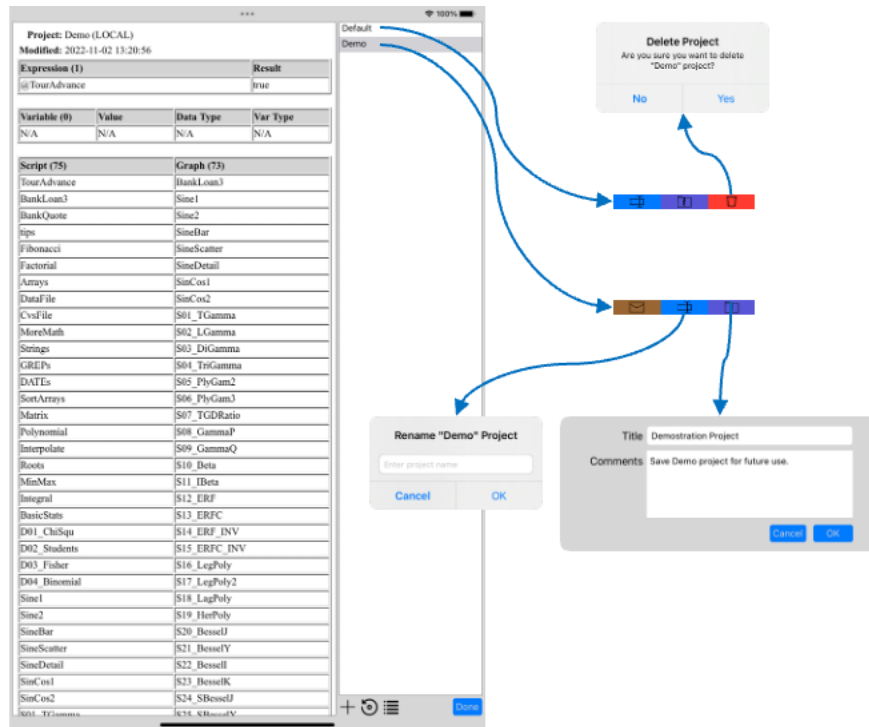 100%
Project: Demo (LOCAL)
Modified: 2022-11-02 13:20:56
Expression (1) Result
@TourAdvance true
Variable (0) Value Data Type Var Type
N/A N/A N/A N/A
Script (75) Graph (73)
TourAdvance BankLoan3
BankLoan3 Sine1
BankQuote Sine2
tips SineBar
Fibonacci SineScatter
Factorial SineDetail
Arrays SinCos1
DataFile SinCos2
CvsFile S01_TGamma
MoreMath S02_LGamma
Strings S03_DiGamma
GREPs S04_TriGamma
DATEs S05_PlyGam2
SortArrays S06_PlyGam3
Matrix S07_TGDRatio
Polynomial S08_GammaP
Interpolate S09_GammaQ
Roots S10_Beta
MinMax S11_IBeta
Integral S12_ERF
BasicStats S13_ERFC
D01_ChiSqu S14_ERF_INV
D02_Students S15_ERFC_INV
D03_Fisher S16_LegPoly
D04_Binomial S17_LegPoly2
Sine1 S18_LagPoly
Sine2 S19_HerPoly
SineBar S20_BesselJ
SineScatter S21_BesselY
SineDetail S22_BesselI
SinCos1 S23_BesselK
SinCos2 S24_SBesselJ
S01_TGamma S25_SBesselY
Default
Demo
Done
Delete Project
Are you sure you want to delete
"Demo" project?
No Yes
Rename "Demo" Project
Enter project name
Cancel OK
Title Demostration Project
Comments Save Demo project for future use.
Cancel OK